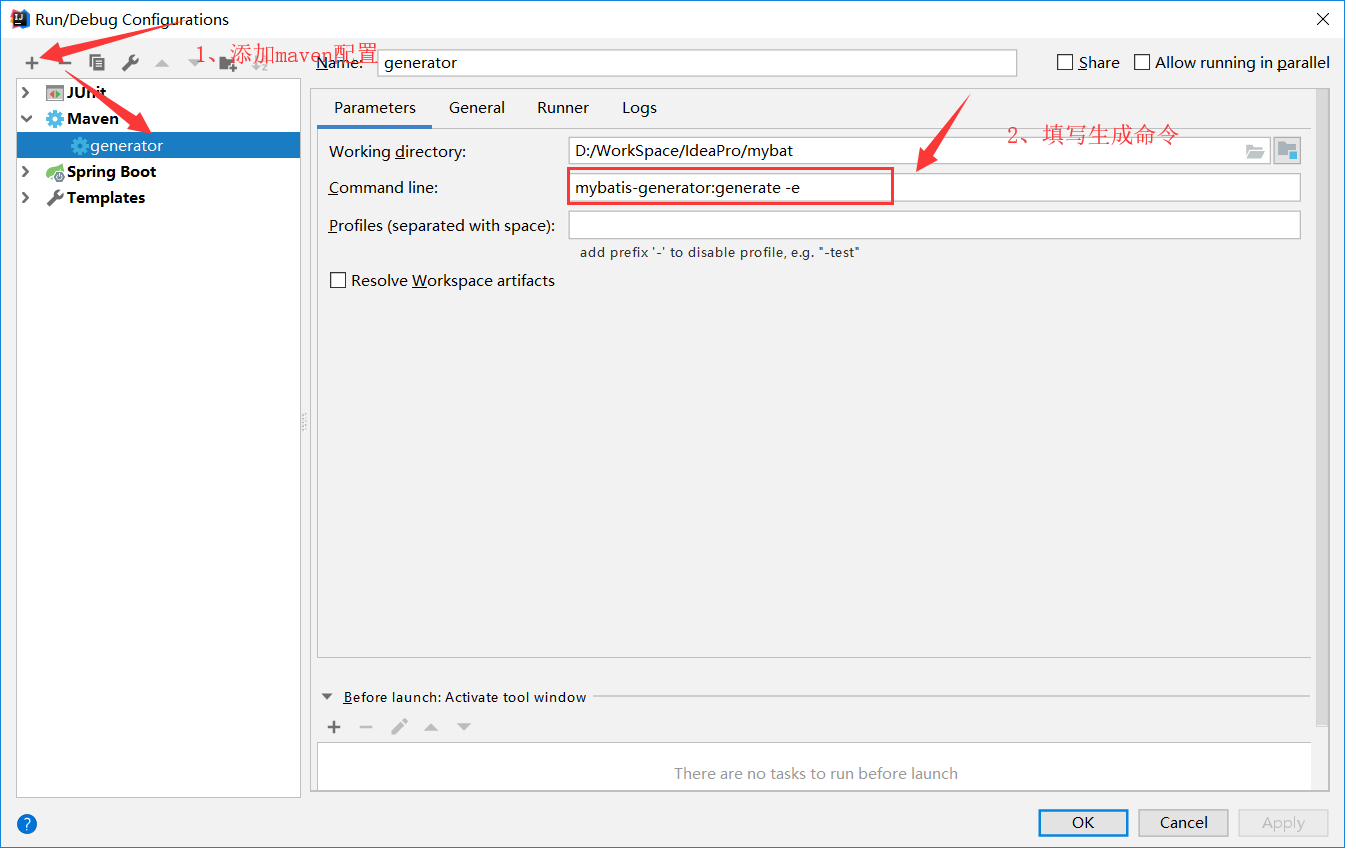 Run/Debug Configurations
1、添加maven配置
Name: generator
Share
Allow running in parallel
JUnit
Maven
generator
Spring Boot
Templates
Parameters General Runner Logs
2、填写生成命令
Working directory: D:/WorkSpace/IdeaPro/mybat
Command line: mybatis-generator:generate -e
Profiles (separated with space):
add prefix '-' to disable profile, e.g. "-test"
Resolve Workspace artifacts
Before launch: Activate tool window
There are no tasks to run before launch
?
OK Cancel Apply